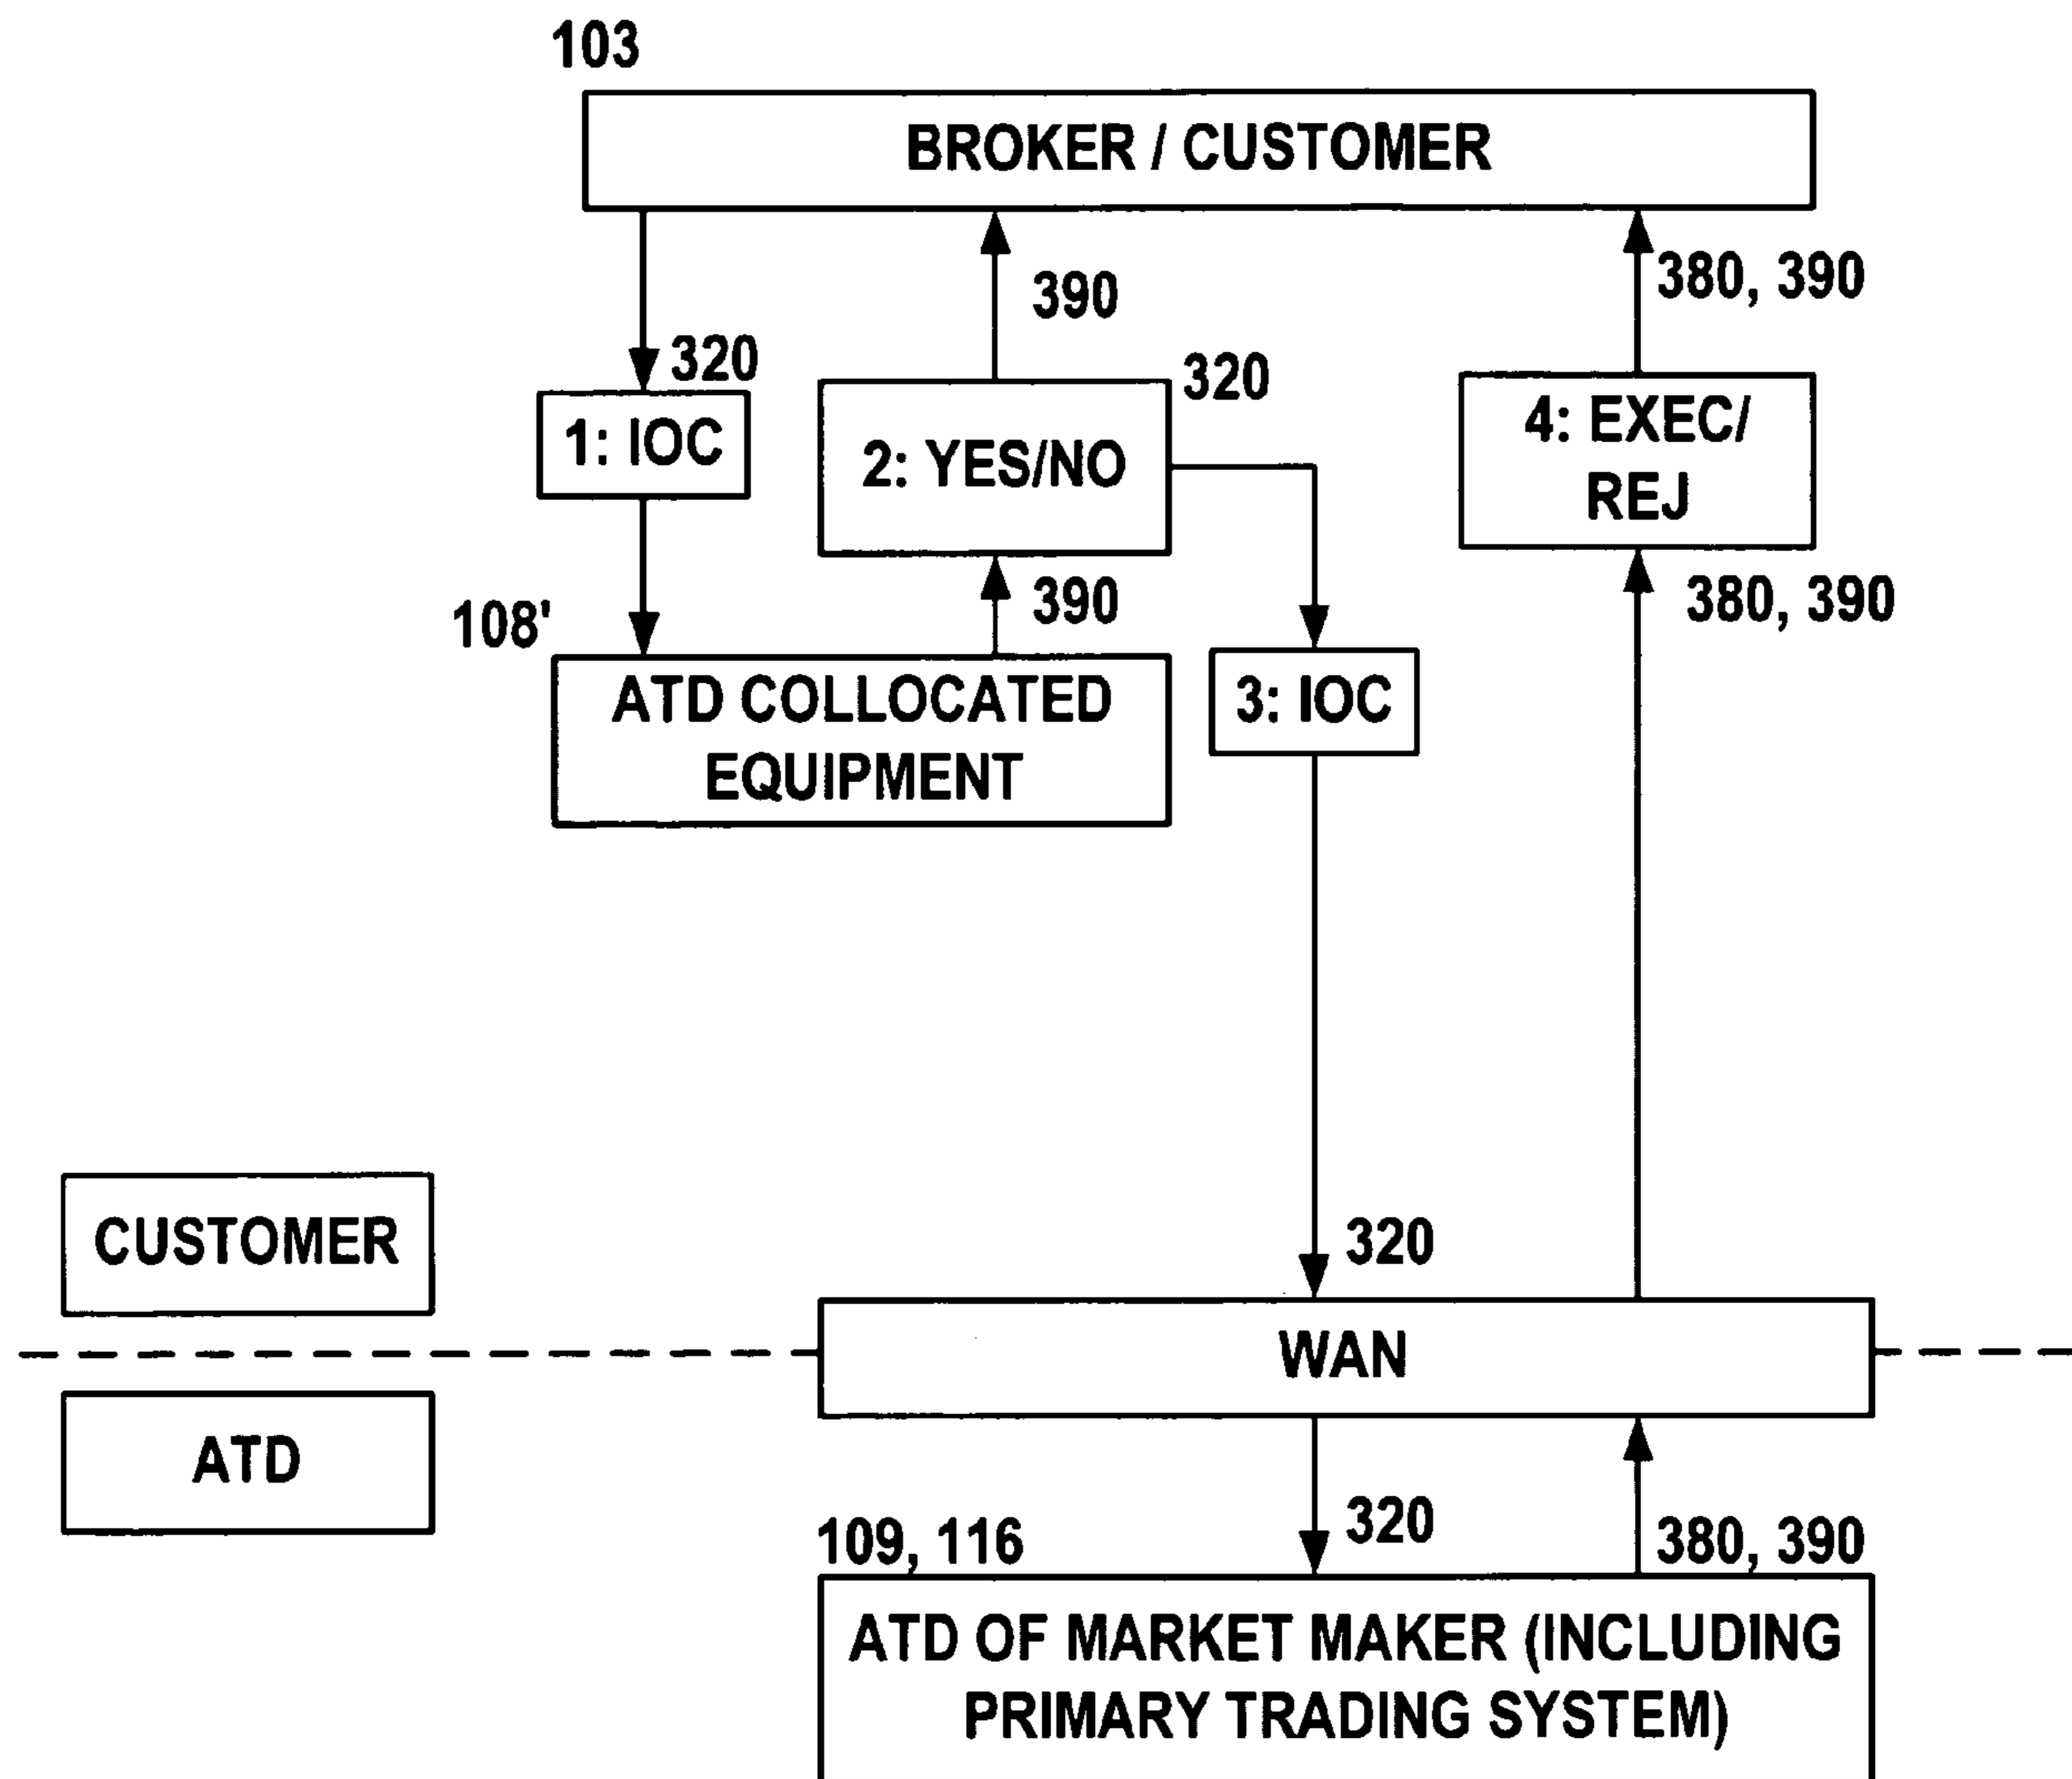 103
BROKER / CUSTOMER
390
380, 390
320
320
1: IOC
2: YES/NO
4: EXEC/
REJ
108'
390
380, 390
ATD COLLOCATED
EQUIPMENT
3: IOC
CUSTOMER
320
WAN
ATD
109, 116
320
380, 390
ATD OF MARKET MAKER (INCLUDING
PRIMARY TRADING SYSTEM)